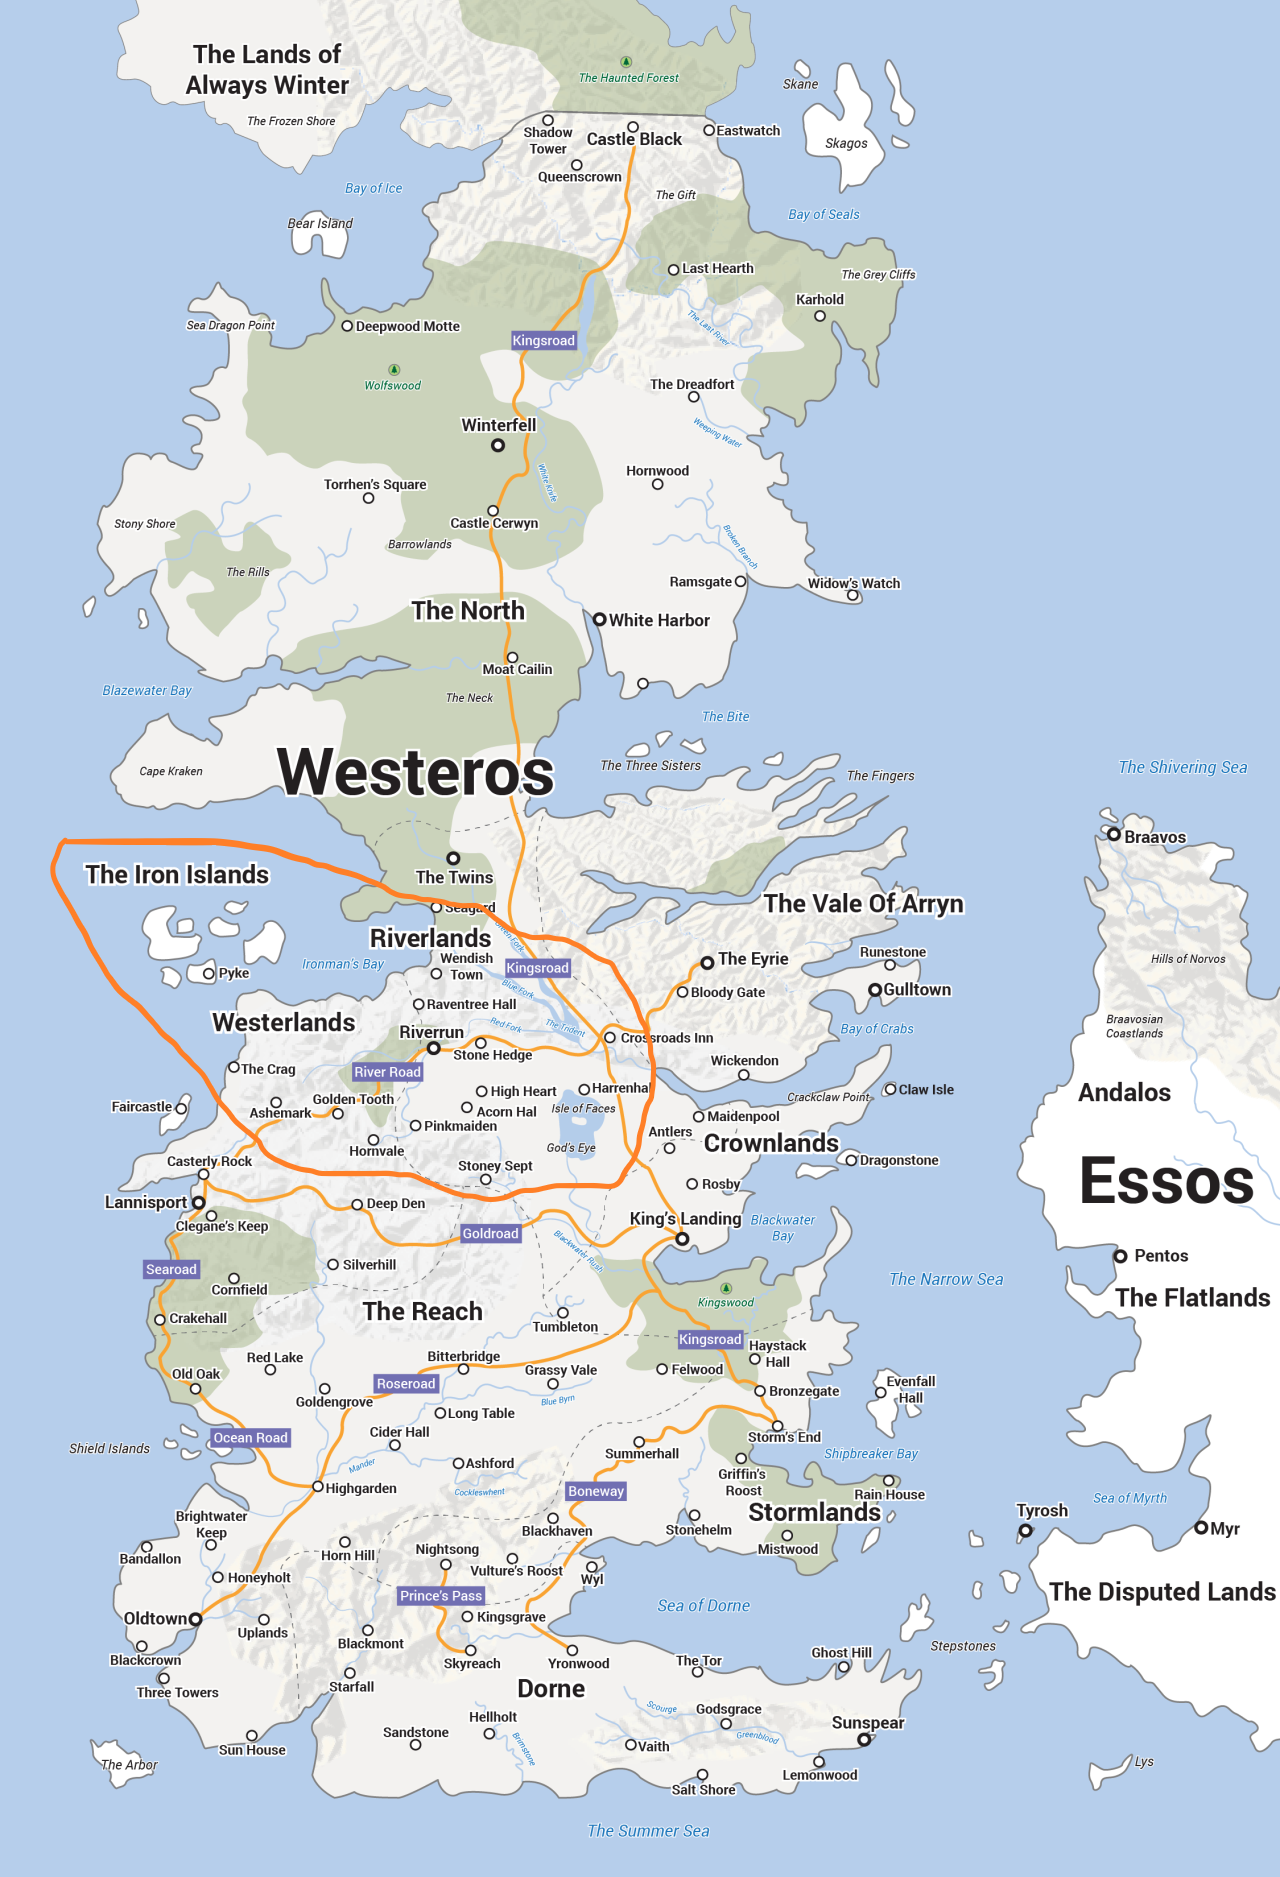 The Lands of
Always Winter
The Frozen Shore
The Haunted Forest
Skane
Skagos
Shadow
Tower
Castle Black
Eastwatch
Queenscrown
The Gift
Bay of Ice
Bear Island
Bay of Seals
Last Hearth
The Grey Cliffs
Karhold
Sea Dragon Point
Deepwood Motte
Kingsroad
The Last River
Wolfswood
The Dreadfort
Winterfell
Weeping Water
White Knife
Torrhen's Square
Hornwood
Stony Shore
Castle Cerwyn
Barrowlands
Broken Branch
The Rills
Ramsgate
Widow's Watch
The North
White Harbor
Moat Cailin
Blazewater Bay
The Neck
The Bite
Westeros
Cape Kraken
The Three Sisters
The Fingers
The Shivering Sea
Braavos
The Iron Islands
The Twins
Seagard
The Vale Of Arryn
Riverlands
Green Fork
Ironman's Bay
Wendish
Town
Kingsroad
The Eyrie
Runestone
Hills of Norvos
Pyke
Blue Fork
Bloody Gate
Gulltown
Raventree Hall
Westerlands
Riverrun
Red Fork
The Trident
Crossroads Inn
Bay of Crabs
Braavosian
Coastlands
Stone Hedge
The Crag
River Road
Wickendon
High Heart
Harrenhal
Crackclaw Point
Claw Isle
Andalos
Faircastle
Ashemark
Golden Tooth
Acorn Hal
Isle of Faces
Maidenpool
Pinkmaiden
Antlers
Crownlands
Hornvale
God's Eye
Casterly Rock
Stoney Sept
Dragonstone
Essos
Rosby
Lannisport
Deep Den
Clegane's Keep
King's Landing
Blackwater
Bay
Goldroad
Blackwater Rush
Pentos
Searoad
Silverhill
The Narrow Sea
Cornfield
Kingswood
The Flatlands
Crakehall
The Reach
Tumbleton
Kingsroad
Haystack
Hall
Red Lake
Bitterbridge
Old Oak
Grassy Vale
Felwood
Roseroad
Goldengrove
Blue Byrn
Bronzegate
Evenfall
Hall
Long Table
Ocean Road
Cider Hall
Storm's End
Shield Islands
Summerhall
Shipbreaker Bay
Mander
Ashford
Griffin's
Roost
Highgarden
Cockleswhent
Boneway
Rain House
Sea of Myrth
Stormlands
Tyrosh
Brightwater
Keep
Blackhaven
Stonehelm
Myr
Bandallon
Horn Hill
Nightsong
Mistwood
Vulture's Roost
Honeyholt
Wyl
The Disputed Lands
Prince's Pass
Sea of Dorne
Oldtown
Kingsgrave
Uplands
Blackmont
Stepstones
Blackcrown
Skyreach
Yronwood
The Tor
Ghost Hill
Three Towers
Starfall
Dorne
Scourge
Godsgrace
Hellholt
Sunspear
Sandstone
Brimstone
Greenblood
Vaith
Sun House
The Arbor
Lemonwood
Lys
Salt Shore
The Summer Sea